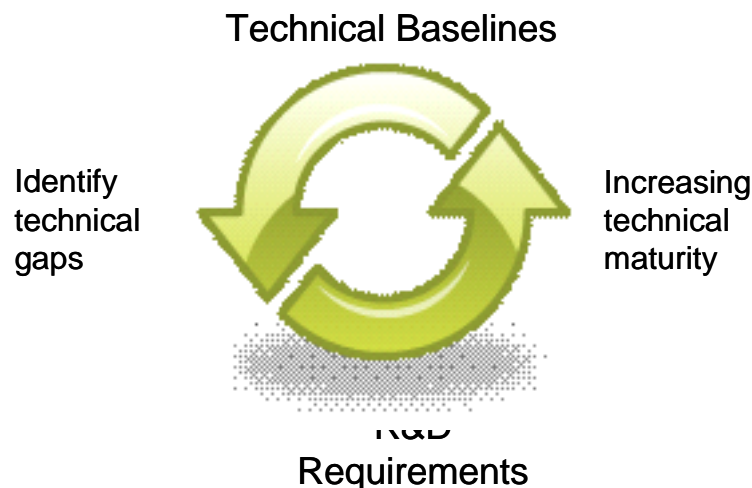 Technical Baselines
Identify
technical
gaps
Increasing
technical
maturity
R&D
Requirements